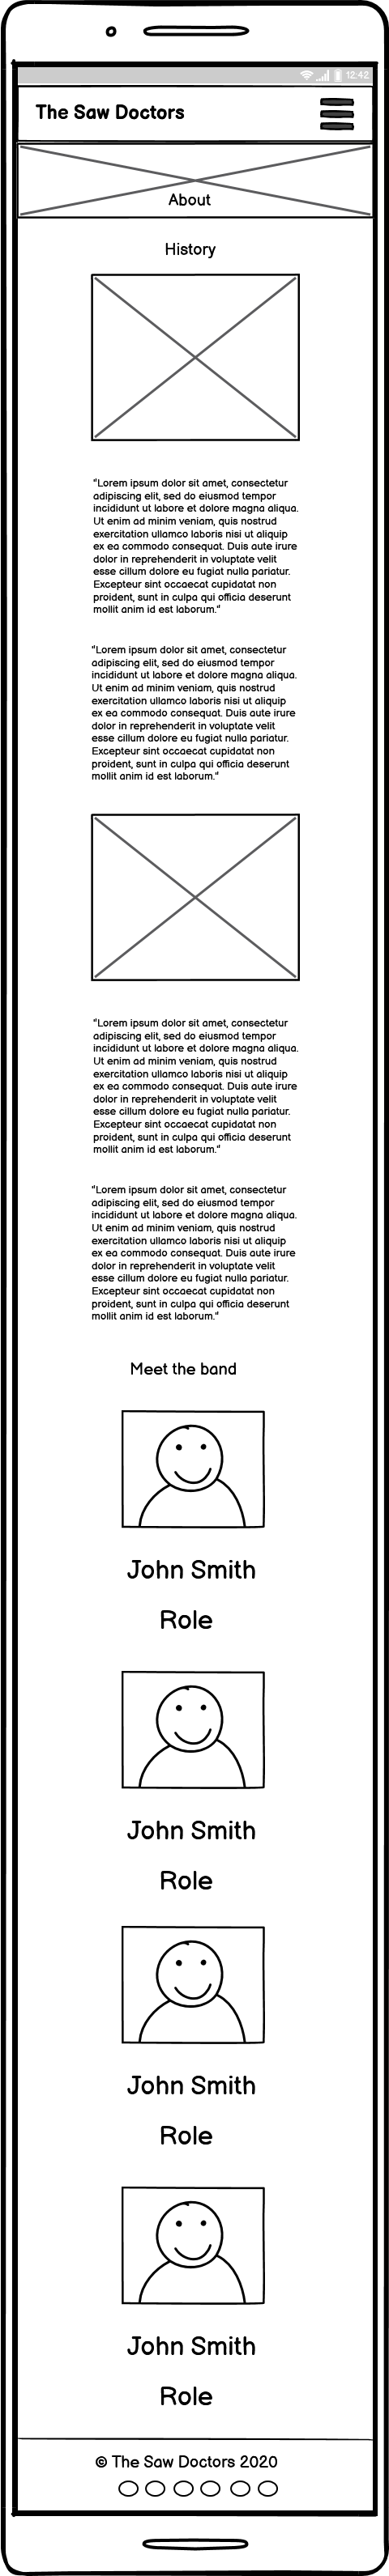 12:42
The Saw Doctors
About
History
"Lorem ipsum dolor sit amet, consectetur
adipiscing elit, sed do eiusmod tempor
incididunt ut labore et dolore magna aliqua.
Ut enim ad minim veniam, quis nostrud
exercitation ullamco laboris nisi ut aliquip
ex ea commodo consequat. Duis aute irure
dolor in reprehenderit in voluptate velit
esse cillum dolore eu fugiat nulla pariatur.
Excepteur sint occaecat cupidatat non
proident, sunt in culpa qui officia deserunt
mollit anim id est laborum."
"Lorem ipsum dolor sit amet, consectetur
adipiscing elit, sed do eiusmod tempor
incididunt ut labore et dolore magna aliqua.
Ut enim ad minim veniam, quis nostrud
exercitation ullamco laboris nisi ut aliquip
ex ea commodo consequat. Duis aute irure
dolor in reprehenderit in voluptate velit
esse cillum dolore eu fugiat nulla pariatur.
Excepteur sint occaecat cupidatat non
proident, sunt in culpa qui officia deserunt
mollit anim id est laborum."
"Lorem ipsum dolor sit amet, consectetur
adipiscing elit, sed do eiusmod tempor
incididunt ut labore et dolore magna aliqua.
Ut enim ad minim veniam, quis nostrud
exercitation ullamco laboris nisi ut aliquip
ex ea commodo consequat. Duis aute irure
dolor in reprehenderit in voluptate velit
esse cillum dolore eu fugiat nulla pariatur.
Excepteur sint occaecat cupidatat non
proident, sunt in culpa qui officia deserunt
mollit anim id est laborum."
"Lorem ipsum dolor sit amet, consectetur
adipiscing elit, sed do eiusmod tempor
incididunt ut labore et dolore magna aliqua.
Ut enim ad minim veniam, quis nostrud
exercitation ullamco laboris nisi ut aliquip
ex ea commodo consequat. Duis aute irure
dolor in reprehenderit in voluptate velit
esse cillum dolore eu fugiat nulla pariatur.
Excepteur sint occaecat cupidatat non
proident, sunt in culpa qui officia deserunt
mollit anim id est laborum."
Meet the band
John Smith
Role
John Smith
Role
John Smith
Role
John Smith
Role
© The Saw Doctors 2020